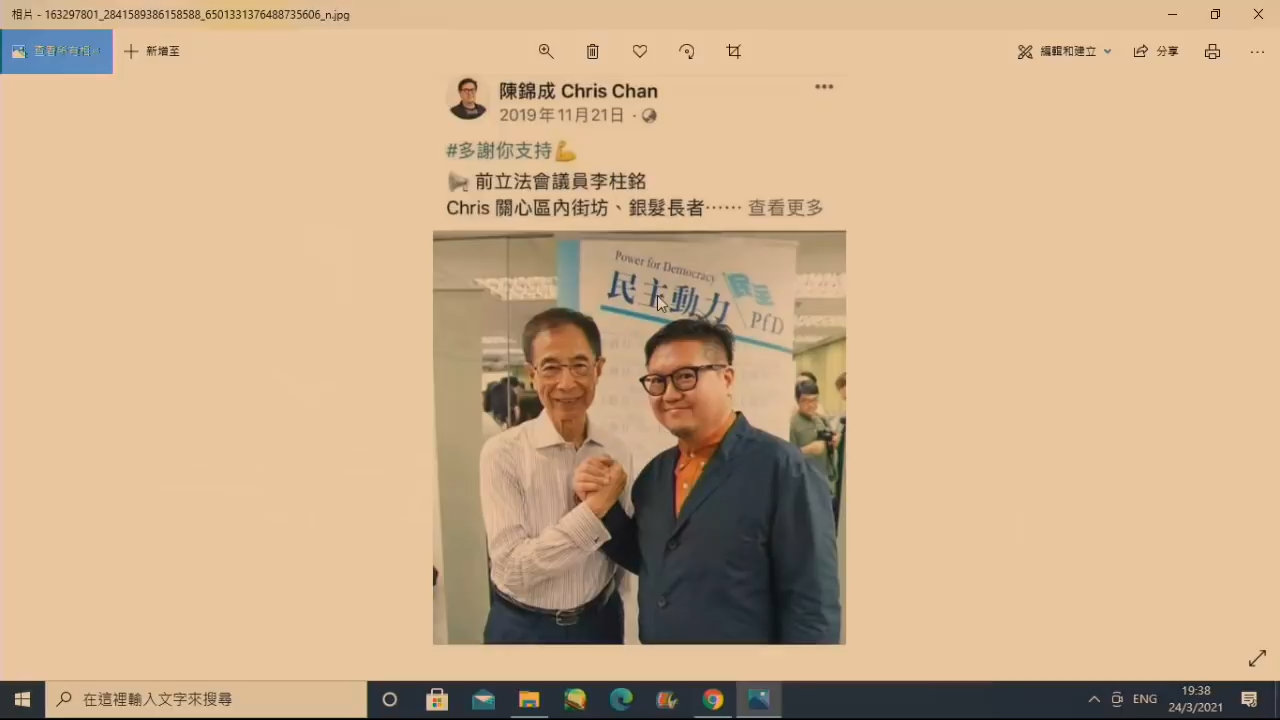 相片 - 163297801_2841589386158588_6501331376488735606_n.jpg
查看所有相片
新增至
編輯和建立
分享
陳錦成 Chris Chan
2019年11月21日 ·
#多謝你支持💪
📢 前立法會議員李柱銘
Chris 關心區內街坊、銀髮長者…… 查看更多
Power for Democracy
民主動力
民主
PfD
在這裡輸入文字來搜尋
ENG
19:38
24/3/2021